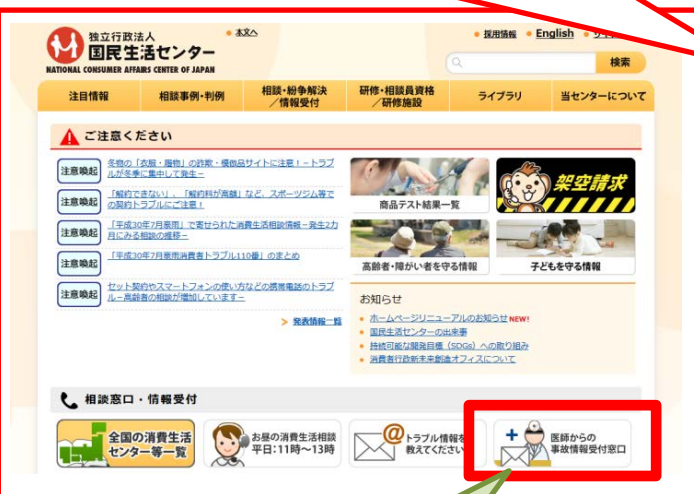 独立行政法人
国民生活センター
NATIONAL CONSUMER AFFAIRS CENTER OF JAPAN
本文へ
採用情報
English
検索
注目情報
相談事例・判例
相談・紛争解決
/情報受付
研修・相談員資格
/研修施設
ライブラリ
当センターについて
ご注意ください
注意喚起
冬物の「衣服・履物」の詐欺・模倣品サイトに注意！－トラブ
ルが冬季に集中して発生－
注意喚起
「解約できない」、「解約料が高額」など、スポーツジム等で
の契約トラブルにご注意！
注意喚起
「平成30年7月豪雨」で寄せられた消費生活相談情報－発生2カ
月にみる相談の推移－
注意喚起
「平成30年7月豪雨消費者トラブル110番」のまとめ
注意喚起
セット契約やスマートフォンの使い方などの携帯電話のトラブ
ル－高齢者の相談が増加しています－
> 発表情報一覧
商品テスト結果一覧
架空請求
高齢者・障がい者を守る情報
子どもを守る情報
お知らせ
ホームページリニューアルのお知らせ NEW!
国民生活センターの出来事
持続可能な開発目標（SDGs）への取り組み
消費者行政新未来創造オフィスについて
相談窓口・情報受付
全国の消費生活
センター等一覧
お昼の消費生活相談
平日：11時～13時
トラブル情報を
教えてください
医師からの
事故情報受付窓口